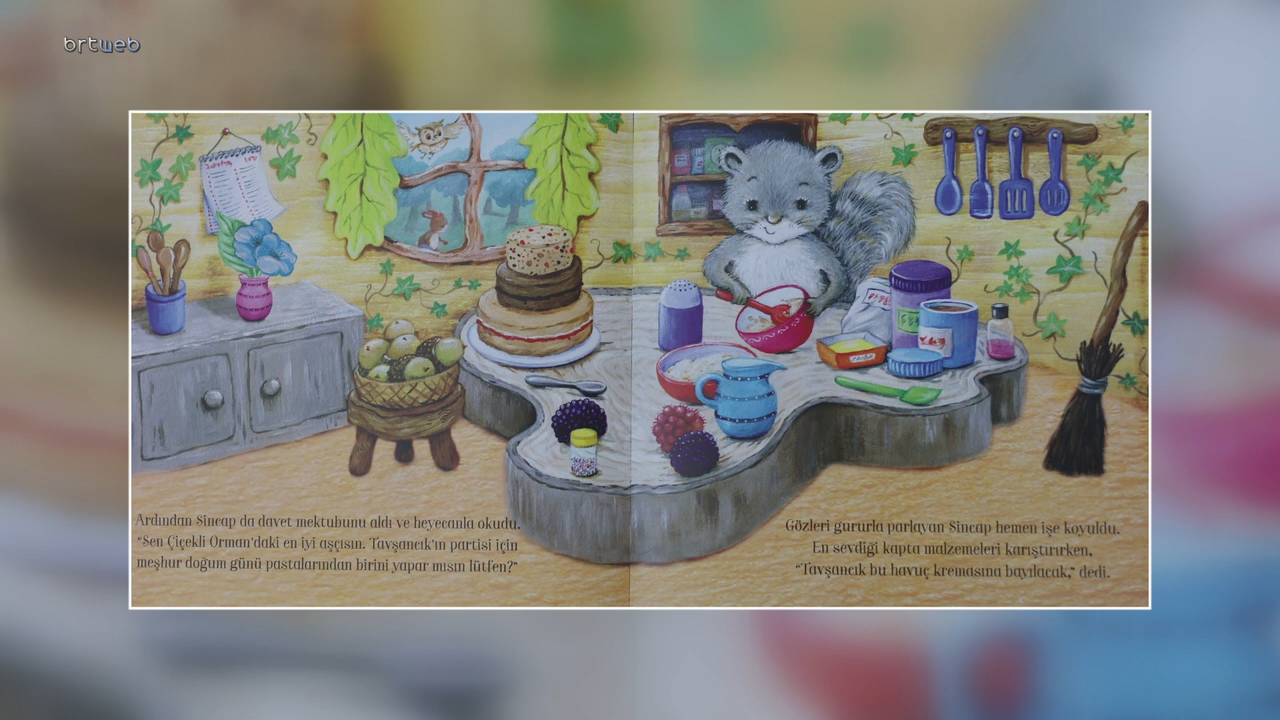 brtweb
Ardından Sincap da davet mektubunu aldı ve heyecanla okudu.
“Sen Çiçekli Orman’daki en iyi aşçısın. Tavşancık’ın partisi için
meşhur doğum günü pastalarından birini yapar mısın lütfen?”
Gözleri gururla parlayan Sincap hemen işe koyuldu.
En sevdiği kapta malzemeleri karıştırırken,
“Tavşancık bu havuç kremasına bayılacak,” dedi.